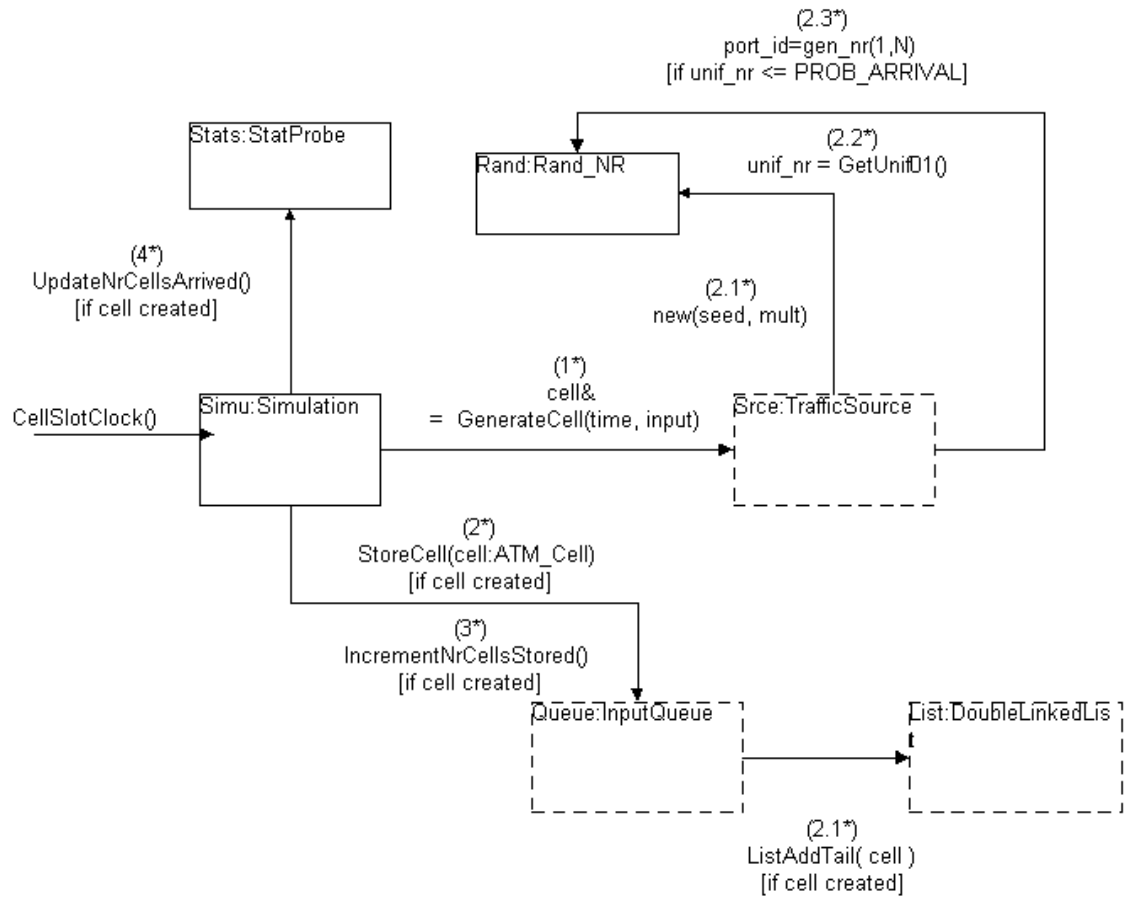 (2.3*)
port_id=gen_nr(1,N)
[if unif_nr <= PROB_ARRIVAL]
Stats:StatProbe
Rand:Rand_NR
(2.2*)
unif_nr = GetUnif01()
(4*)
UpdateNrCellsArrived()
[if cell created]
(2.1*)
new(seed, mult)
CellSlotClock()
Simu:Simulation
(1*)
cell&
= GenerateCell(time, input)
Srce:TrafficSource
(2*)
StoreCell(cell:ATM_Cell)
[if cell created]
(3*)
IncrementNrCellsStored()
[if cell created]
Queue:InputQueue
List:DoubleLinkedLis
t
(2.1*)
ListAddTail( cell )
[if cell created]